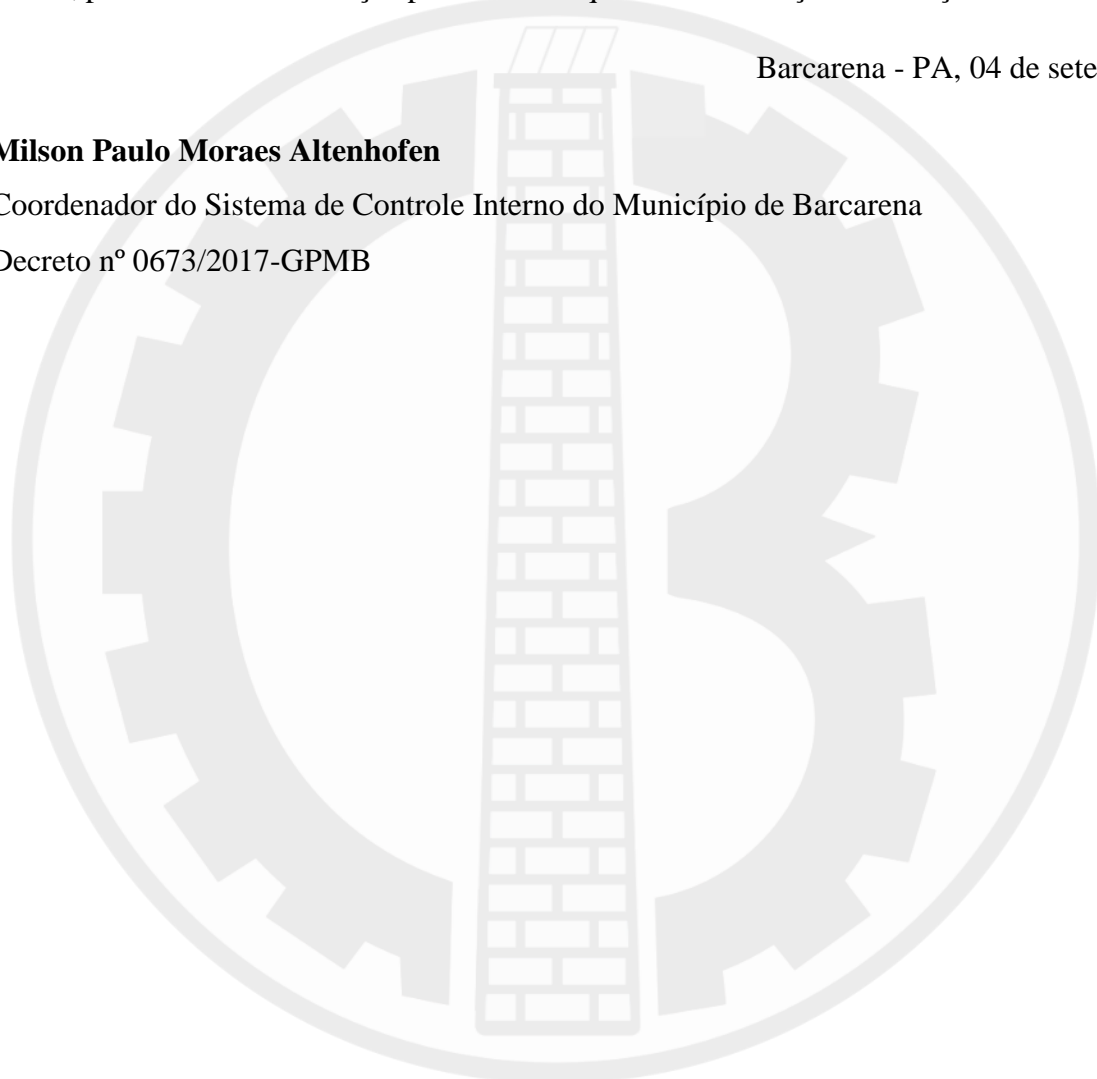 Barcarena - PA, 04 de sete
Milson Paulo Moraes Altenhofen
Coordenador do Sistema de Controle Interno do Município de Barcarena
Decreto nº 0673/2017-GPMB